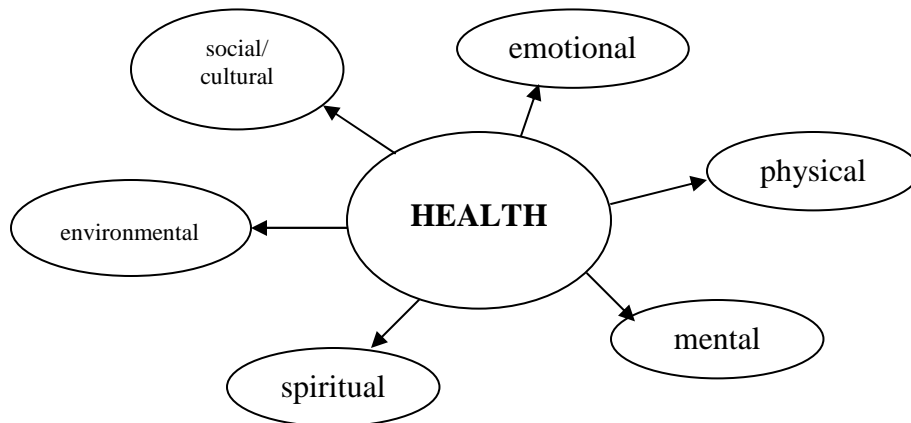 social/
cultural
emotional
physical
HEALTH
environmental
mental
spiritual